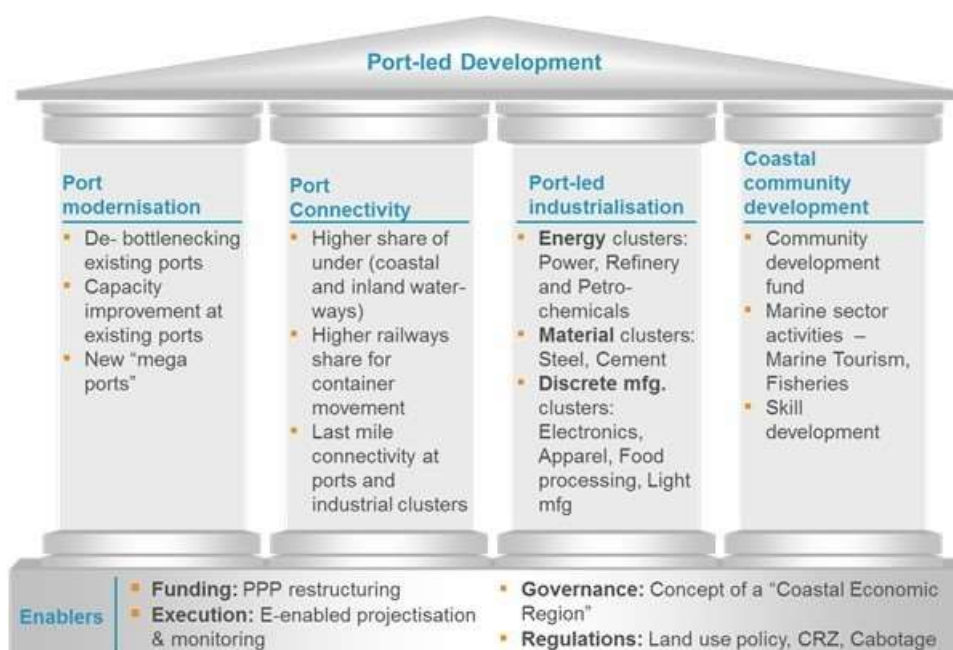 Port-led Development
Port
modernisation
▪ De- bottlenecking
existing ports
▪ Capacity
improvement at
existing ports
▪ New “mega
ports”
Port
Connectivity
▪ Higher share of
under (coastal
and inland water-
ways)
▪ Higher railways
share for
container
movement
▪ Last mile
connectivity at
ports and
industrial clusters
Port-led
industrialisation
▪ Energy clusters:
Power, Refinery
and Petro-
chemicals
▪ Material clusters:
Steel, Cement
▪ Discrete mfg.
clusters:
Electronics,
Apparel, Food
processing, Light
mfg
Coastal
community
development
▪ Community
development
fund
▪ Marine sector
activities –
Marine Tourism,
Fisheries
▪ Skill
development
Enablers
▪ Funding: PPP restructuring
▪ Execution: E-enabled projectisation
& monitoring
▪ Governance: Concept of a “Coastal Economic
Region”
▪ Regulations: Land use policy, CRZ, Cabotage